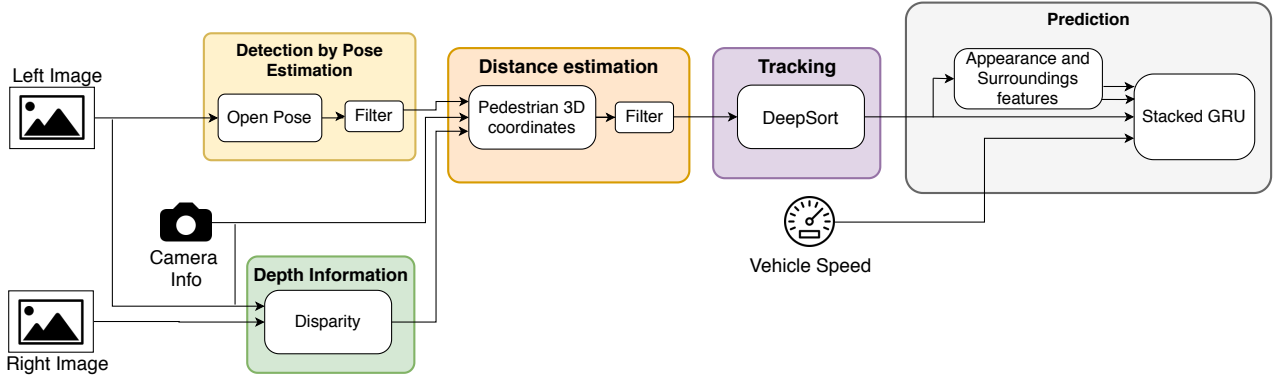 Left Image
Detection by Pose
Estimation
Open Pose
Filter
Distance estimation
Pedestrian 3D
coordinates
Filter
Tracking
DeepSort
Prediction
Appearance and
Surroundings
features
Stacked GRU
Camera
Info
Vehicle Speed
Depth Information
Disparity
Right Image